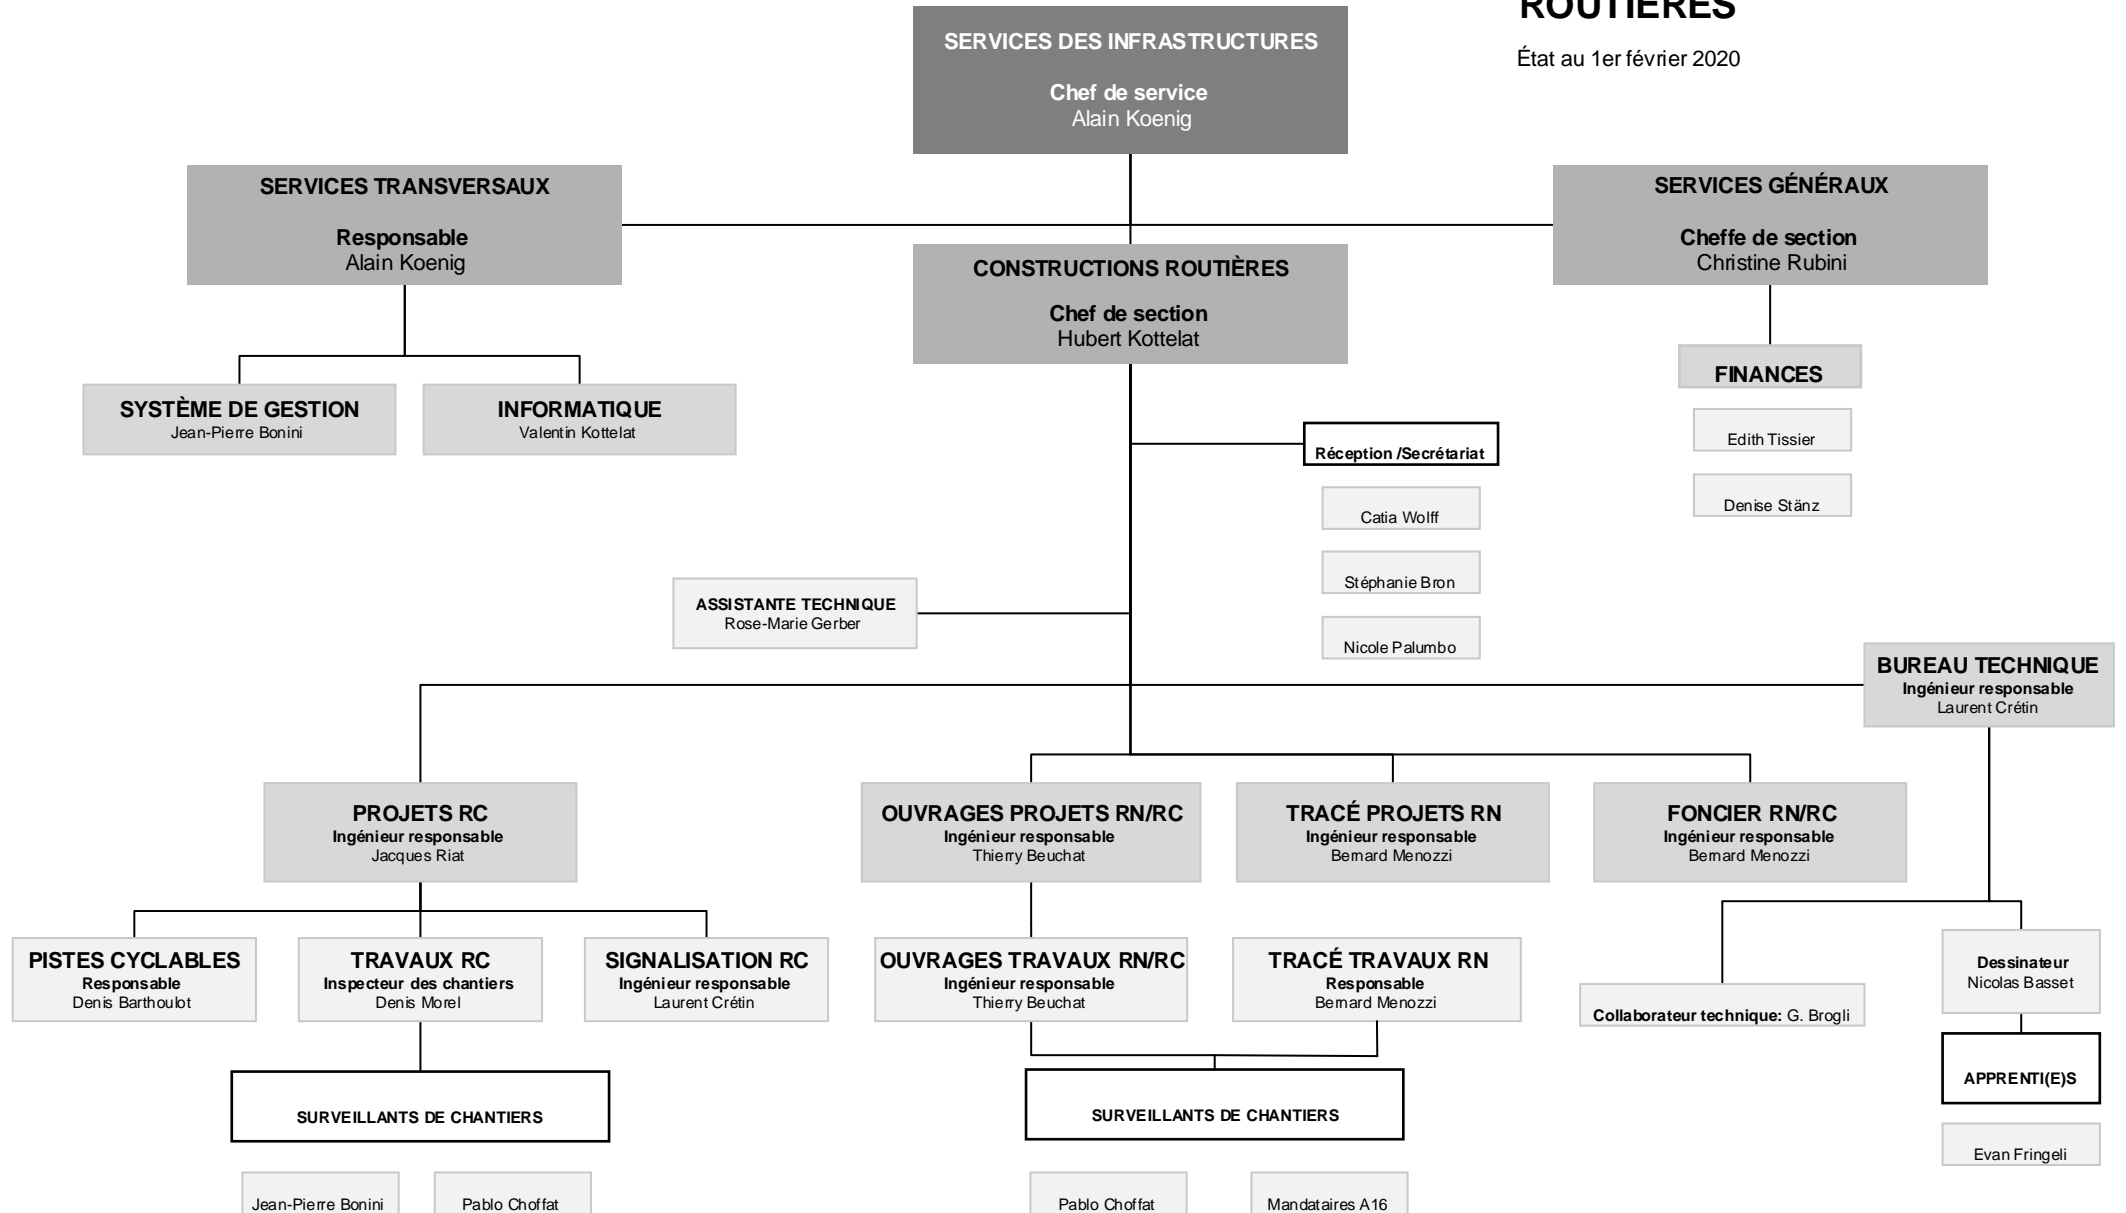 ROUTIÈRES
État au 1er février 2020
SERVICES DES INFRASTRUCTURES
Chef de service
Alain Koenig
SERVICES TRANSVERSAUX
Responsable
Alain Koenig
SERVICES GÉNÉRAUX
Cheffe de section
Christine Rubini
CONSTRUCTIONS ROUTIÈRES
Chef de section
Hubert Kottelat
FINANCES
Edith Tissier
Denise Stänz
SYSTÈME DE GESTION
Jean-Pierre Bonini
INFORMATIQUE
Valentin Kottelat
Réception /Secrétariat
Catia Wolff
Stéphanie Bron
Nicole Palumbo
ASSISTANTE TECHNIQUE
Rose-Marie Gerber
BUREAU TECHNIQUE
Ingénieur responsable
Laurent Crétin
PROJETS RC
Ingénieur responsable
Jacques Riat
OUVRAGES PROJETS RN/RC
Ingénieur responsable
Thierry Beuchat
TRACÉ PROJETS RN
Ingénieur responsable
Bernard Menozzi
FONCIER RN/RC
Ingénieur responsable
Bernard Menozzi
PISTES CYCLABLES
Responsable
Denis Barthoulot
TRAVAUX RC
Inspecteur des chantiers
Denis Morel
SIGNALISATION RC
Ingénieur responsable
Laurent Crétin
OUVRAGES TRAVAUX RN/RC
Ingénieur responsable
Thierry Beuchat
TRACÉ TRAVAUX RN
Responsable
Bernard Menozzi
Collaborateur technique: G. Brogli
Dessinateur
Nicolas Basset
APPRENTI(E)S
Evan Fringeli
SURVEILLANTS DE CHANTIERS
Jean-Pierre Bonini
Pablo Choffat
SURVEILLANTS DE CHANTIERS
Pablo Choffat
Mandataires A16